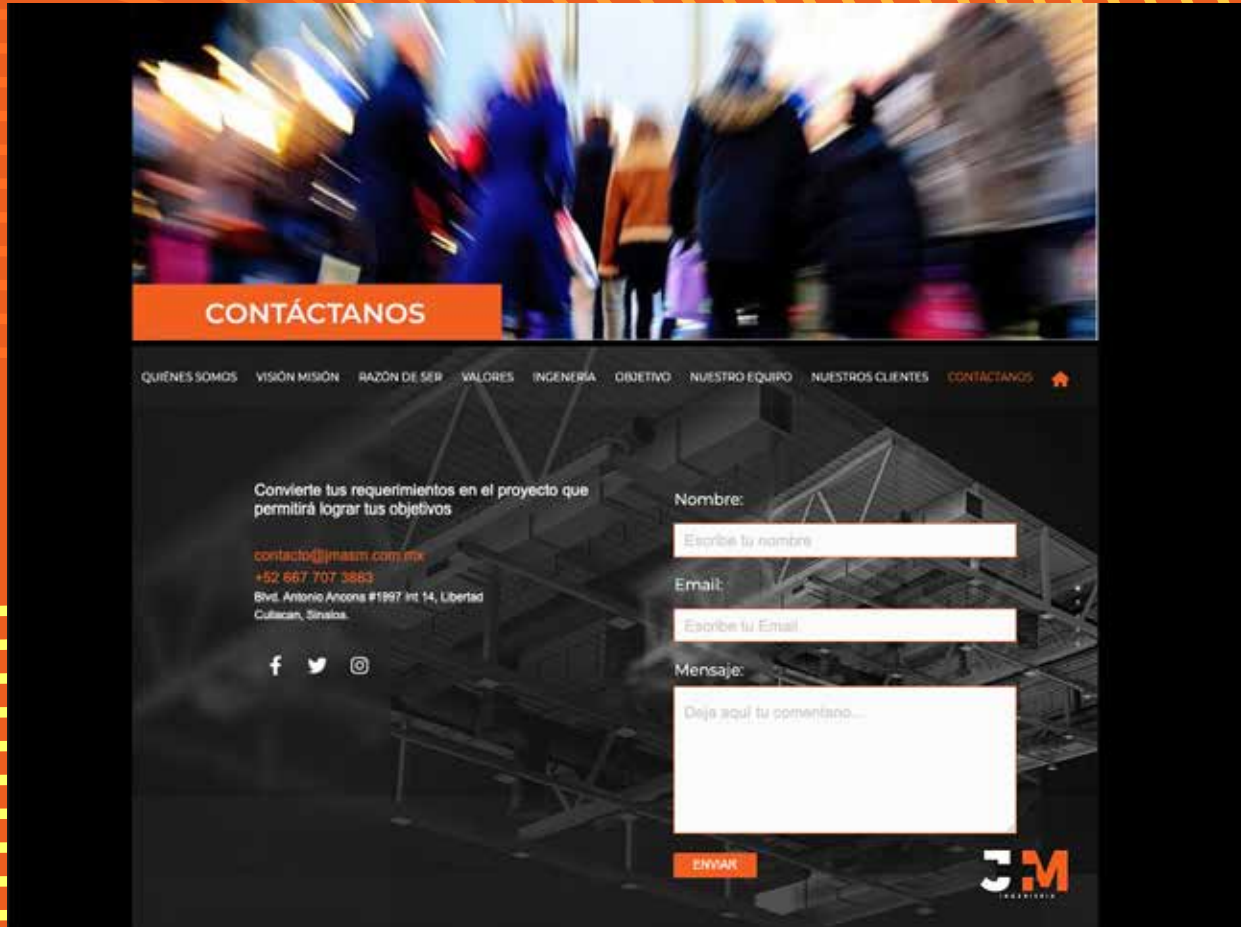 CONTÁCTANOS
QUIÉNES SOMOS VISIÓN MISIÓN RAZÓN DE SER VALORES INGENERÍA OBJETIVO NUESTRO EQUIPO NUESTROS CLIENTES CONTÁCTANOS
Convierte tus requerimientos en el proyecto que
permitirá lograr tus objetivos
contacto@jmasm.com.mx
+52 667 707 3883
Blvd. Antonio Ancona #1997 Int 14, Libertad
Culiacan, Sinaloa.
Nombre:
Escribe tu nombre
Email:
Escribe tu Email
Mensaje:
Deja aquí tu comentario...
ENVIAR
JM
INGENIERÍA